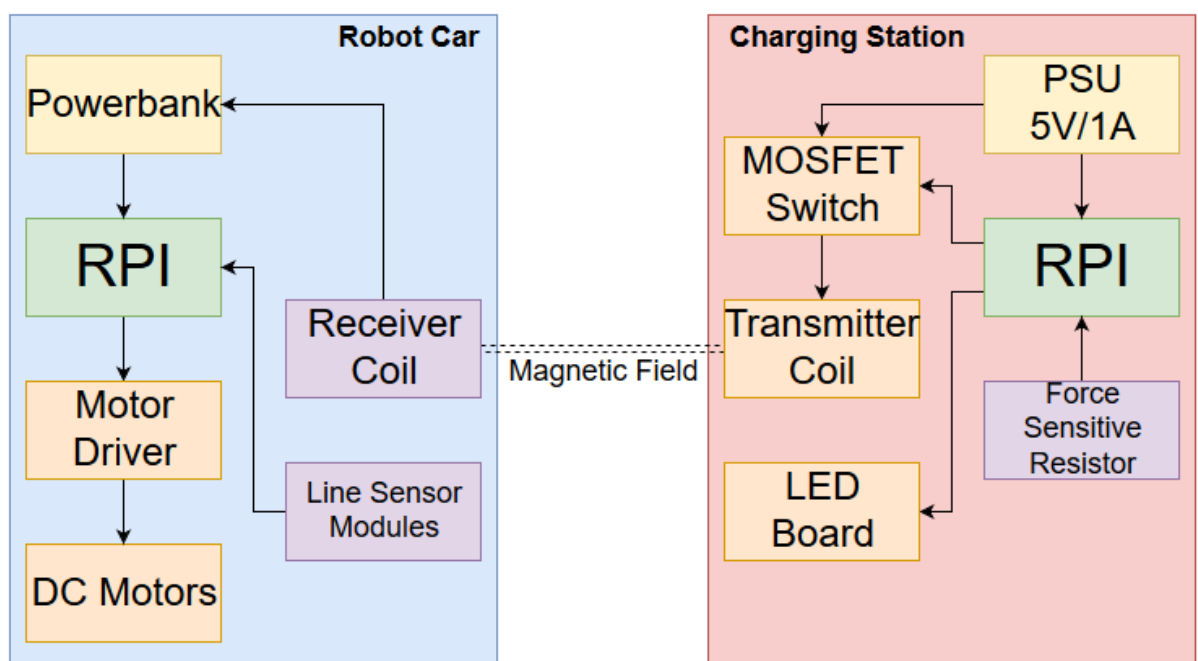 Robot Car
Powerbank
RPI
Motor
Driver
DC Motors
Receiver
Coil
Line Sensor
Modules
Magnetic Field
Charging Station
PSU
5V/1A
MOSFET
Switch
RPI
Transmitter
Coil
Force
Sensitive
Resistor
LED
Board